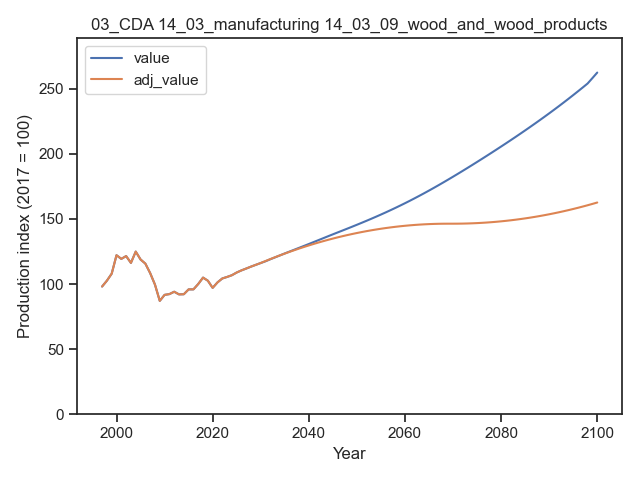 03_CDA 14_03_manufacturing 14_03_09_wood_and_wood_products
value
adj_value
Production index (2017 = 100)
250
200
150
100
50
0
2000 2020 2040 2060 2080 2100
Year